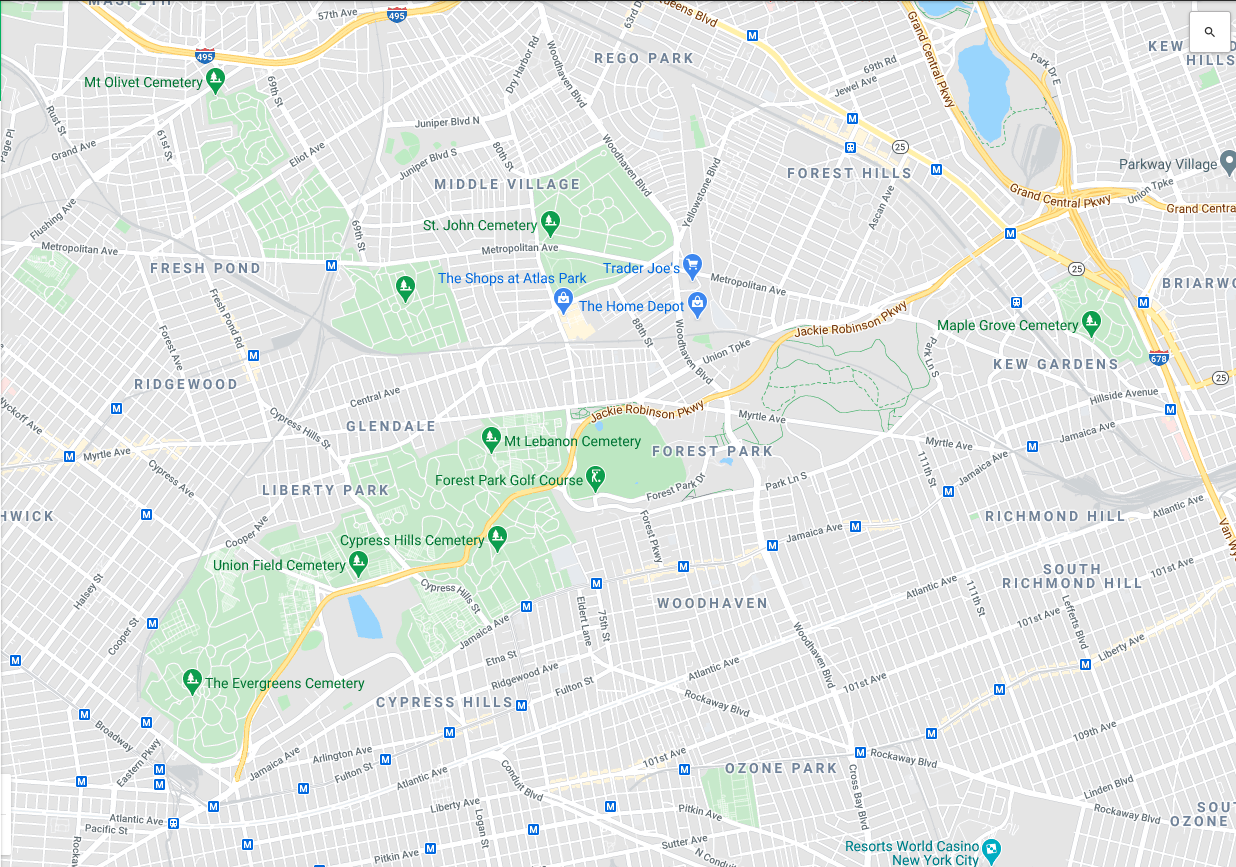 MASPETH
57th Ave
495
63rd D
Queens Blvd
Grand Central Pkwy
495
REGO PARK
KEW
HILLS
Mt Olivet Cemetery
69th St
Dry Harbor Rd
Woodhaven Blvd
69th Rd
Jewel Ave
Park Dr E
Rust St
Page Pl
Grand Ave
61st St
Eliot Ave
Juniper Blvd N
Juniper Blvd S
80th St
Woodhaven Blvd
25
FOREST HILLS
Parkway Village
MIDDLE VILLAGE
Yellowstone Blvd
Ascan Ave
Union Tpke
Grand Central Pkwy
Grand Centra
Flushing Ave
69th St
St. John Cemetery
Metropolitan Ave
Metropolitan Ave
FRESH POND
The Shops at Atlas Park
Trader Joe's
Metropolitan Ave
25
BRIARWO
Fresh Pond Rd
The Home Depot
Forest Ave
88th St
Woodhaven Blvd
Jackie Robinson Pkwy
Maple Grove Cemetery
Union Tpke
Park Ln S
KEW GARDENS
678
25
RIDGEWOOD
Central Ave
Hillside Avenue
Wyckoff Ave
Cypress Hills St
GLENDALE
Jackie Robinson Pkwy
Myrtle Ave
Jamaica Ave
Myrtle Ave
Mt Lebanon Cemetery
FOREST PARK
Myrtle Ave
Cypress Ave
LIBERTY PARK
Forest Park Golf Course
Forest Park Dr
Park Ln S
111th St
Jamaica Ave
HWICK
Cooper Ave
Forest Pkwy
Jamaica Ave
RICHMOND HILL
Atlantic Ave
Van Wy
Cypress Hills Cemetery
Union Field Cemetery
Halsey St
Cypress Hills St
Eldert Lane
75th St
WOODHAVEN
Atlantic Ave
111th St
SOUTH
RICHMOND HILL
101st Ave
Cooper St
Jamaica Ave
101st Ave
Lefferts Blvd
Liberty Ave
Etna St
Woodhaven Blvd
The Evergreens Cemetery
Ridgewood Ave
Fulton St
Atlantic Ave
101st Ave
CYPRESS HILLS
Rockaway Blvd
Broadway
Eastern Pkwy
Jamaica Ave
Arlington Ave
Fulton St
101st Ave
109th Ave
OZONE PARK
Rockaway Blvd
Atlantic Ave
Conduit Blvd
Cross Bay Blvd
Linden Blvd
Liberty Ave
Pitkin Ave
Rockaway Blvd
SOU
OZONE
Atlantic Ave
Pacific St
Logan St
Sutter Ave
Pitkin Ave
N Conduit
Resorts World Casino
New York City